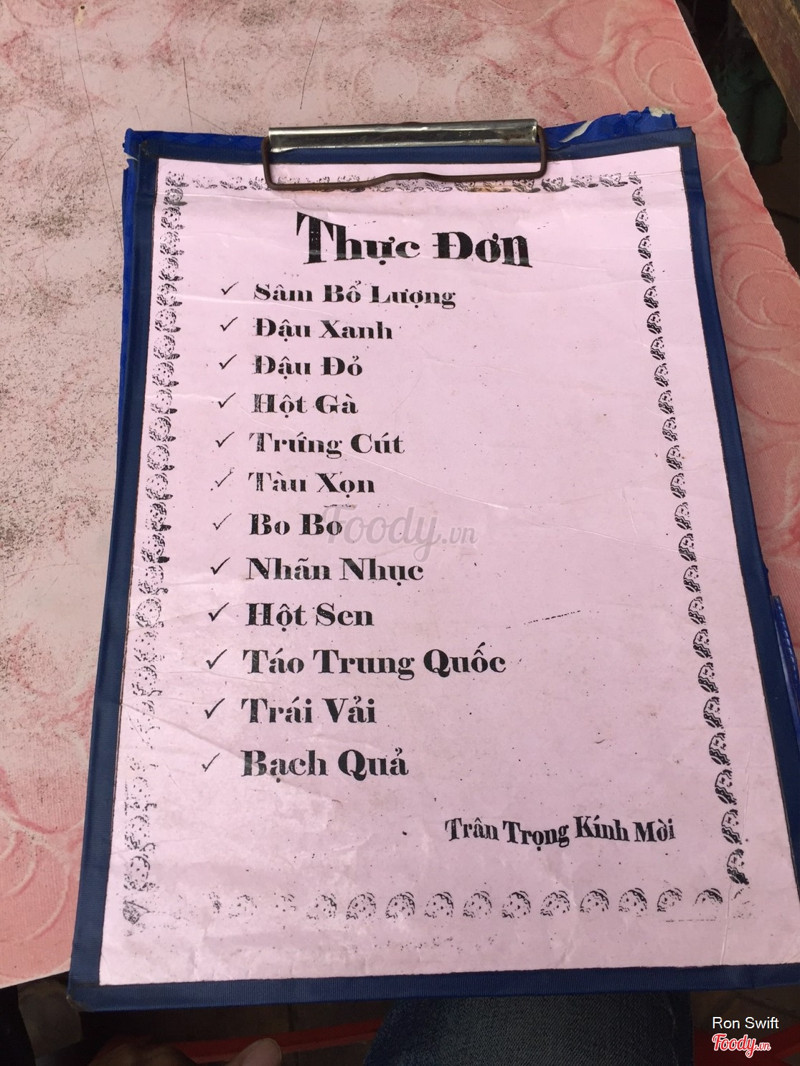 Thực Đơn
✓ Sâm Bổ Lượng
✓ Đậu Xanh
✓ Đậu Đỏ
✓ Hột Gà
✓ Trứng Cút
✓ Tàu Xọn
✓ Bo Bo
✓ Nhãn Nhục
✓ Hột Sen
✓ Táo Trung Quốc
✓ Trái Vải
✓ Bạch Quả
Trân Trọng Kính Mời
Foody.vn
Ron Swift
Foody.vn